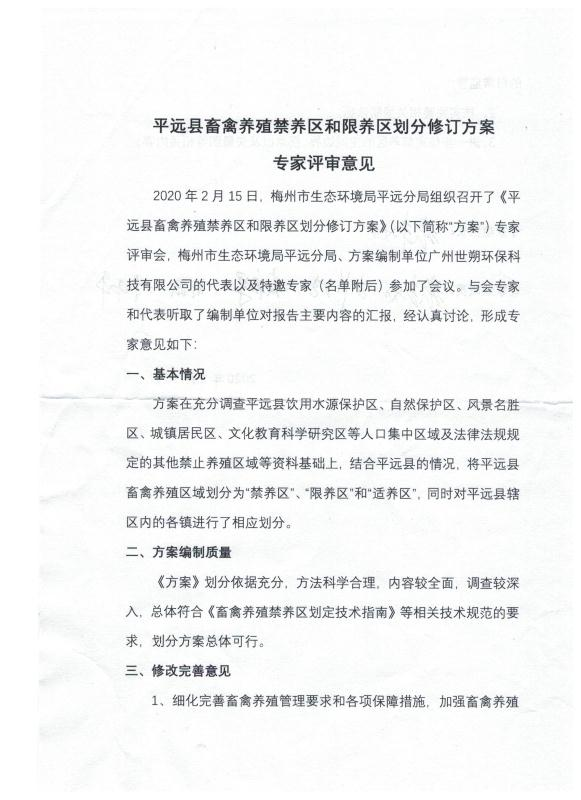 平远县畜禽养殖禁养区和限养区划分修订方案
专家评审意见
2020 年 2 月 15 日，梅州市生态环境局平远分局组织召开了《平
远县畜禽养殖禁养区和限养区划分修订方案》（以下简称“方案”）专家
评审会，梅州市生态环境局平远分局、方案编制单位广州世朔环保科
技有限公司的代表以及特邀专家（名单附后）参加了会议。与会专家
和代表听取了编制单位对报告主要内容的汇报，经认真讨论，形成专
家意见如下：
一、基本情况
方案在充分调查平远县饮用水源保护区、自然保护区、风景名胜
区、城镇居民区、文化教育科学研究区等人口集中区域及法律法规规
定的其他禁止养殖区域等资料基础上，结合平远县的情况，将平远县
畜禽养殖区域划分为“禁养区”、“限养区”和“适养区”，同时对平远县辖
区内的各镇进行了相应划分。
二、方案编制质量
《方案》划分依据充分，方法科学合理，内容较全面，调查较深
入，总体符合《畜禽养殖禁养区划定技术指南》等相关技术规范的要
求，划分方案总体可行。
三、修改完善意见
1、细化完善畜禽养殖管理要求和各项保障措施，加强畜禽养殖